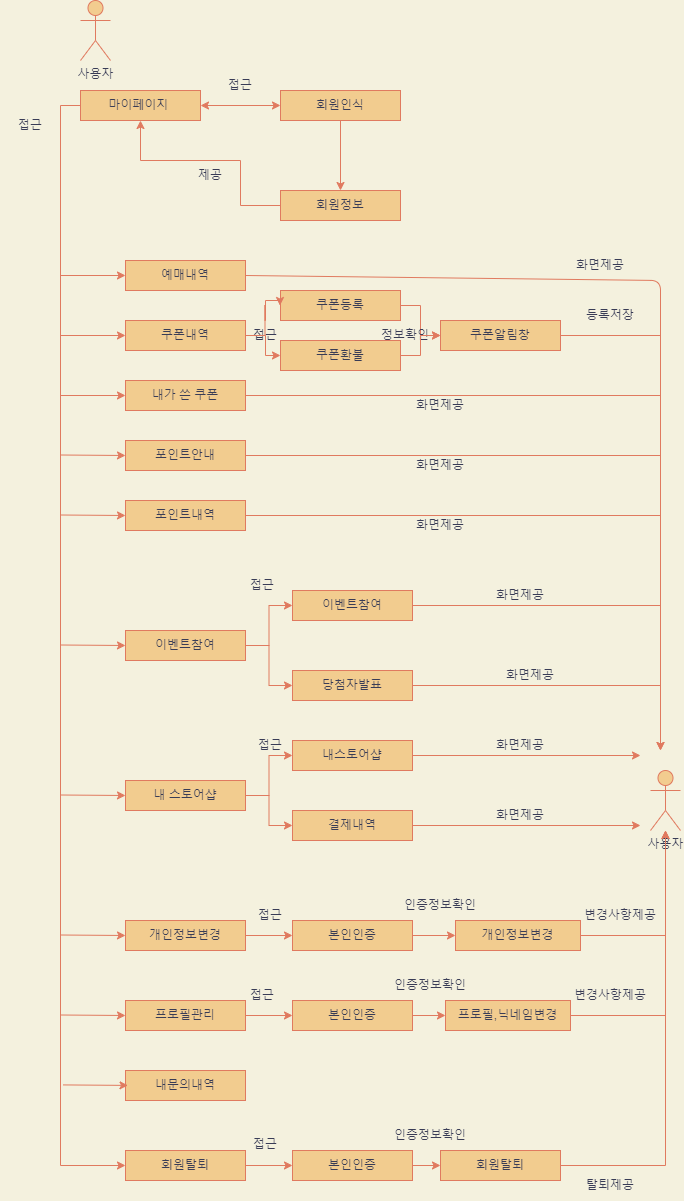 사용자
접근
마이페이지
회원인식
접근
제공
회원정보
예매내역
화면제공
쿠폰등록
등록저장
쿠폰내역
접근
정보확인
쿠폰알림창
쿠폰환불
내가 쓴 쿠폰
화면제공
포인트안내
화면제공
포인트내역
화면제공
접근
이벤트참여
화면제공
이벤트참여
당첨자발표
화면제공
접근
내스토어샵
화면제공
내 스토어샵
결제내역
화면제공
사용자
인증정보확인
개인정보변경
접근
본인인증
개인정보변경
변경사항제공
인증정보확인
프로필관리
접근
본인인증
프로필,닉네임변경
변경사항제공
내문의내역
인증정보확인
회원탈퇴
접근
본인인증
회원탈퇴
탈퇴제공